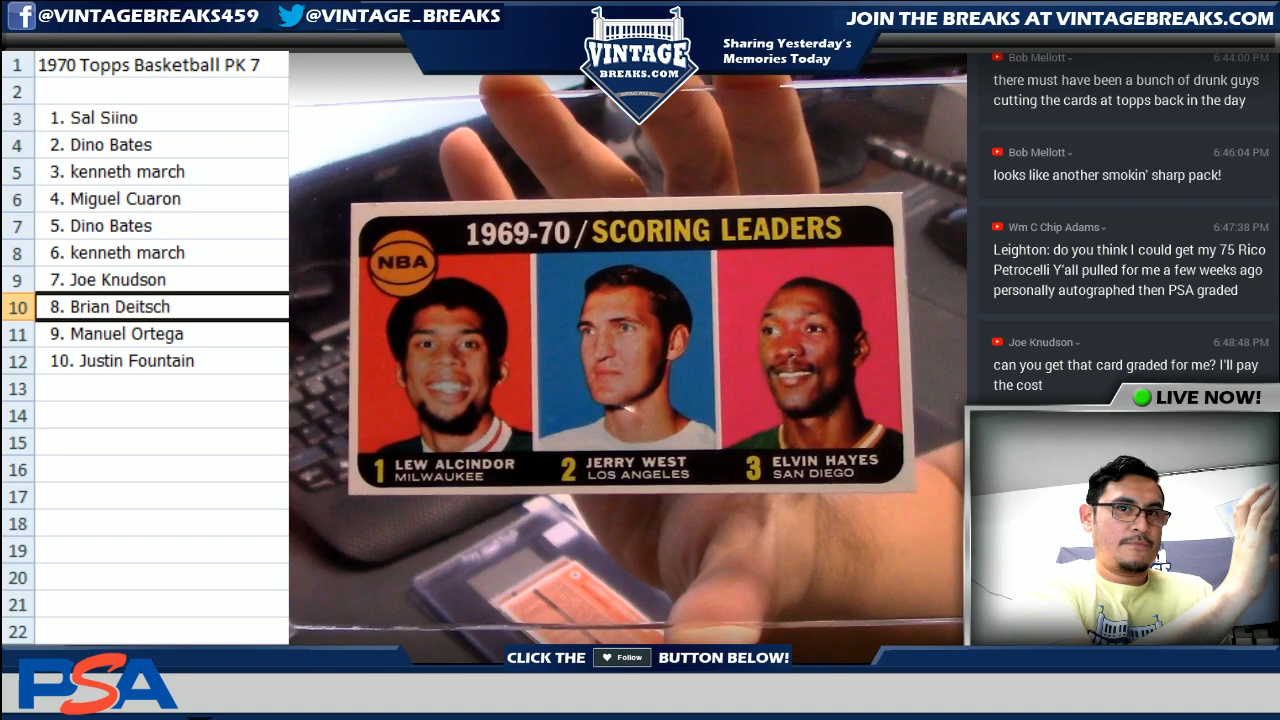 @VINTAGEBREAKS459
@VINTAGE_BREAKS
VINTAGE
BREAKS.COM
Sharing Yesterday's
Memories Today
JOIN THE BREAKS AT VINTAGEBREAKS.COM
1 1970 Topps Basketball PK 7
2
3 1. Sal Siino
4 2. Dino Bates
5 3. kenneth march
6 4. Miguel Cuaron
7 5. Dino Bates
8 6. kenneth march
9 7. Joe Knudson
10 8. Brian Deitsch
11 9. Manuel Ortega
12 10. Justin Fountain
13
14
15
16
17
18
19
20
21
22
1969-70/SCORING LEADERS
NBA
1 LEW ALCINDOR
MILWAUKEE
2 JERRY WEST
LOS ANGELES
3 ELVIN HAYES
SAN DIEGO
Bob Mellott 6:44:00 PM
there must have been a bunch of drunk guys
cutting the cards at topps back in the day
Bob Mellott 6:46:04 PM
looks like another smokin' sharp pack!
Wm C Chip Adams 6:47:38 PM
Leighton: do you think I could get my 75 Rico
Petrocelli Y'all pulled for me a few weeks ago
personally autographed then PSA graded
Joe Knudson 6:48:48 PM
can you get that card graded for me? I'll pay
the cost
LIVE NOW!
CLICK THE Follow BUTTON BELOW!
PSA